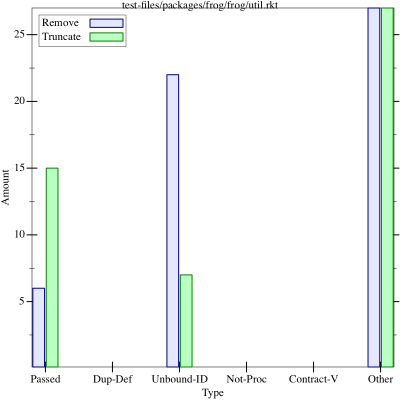 test-files/packages/frog/frog/util.rkt
Remove
Truncate
25
20
15
10
5
Amount
Passed Dup-Def Unbound-ID Not-Proc Contract-V Other
Type